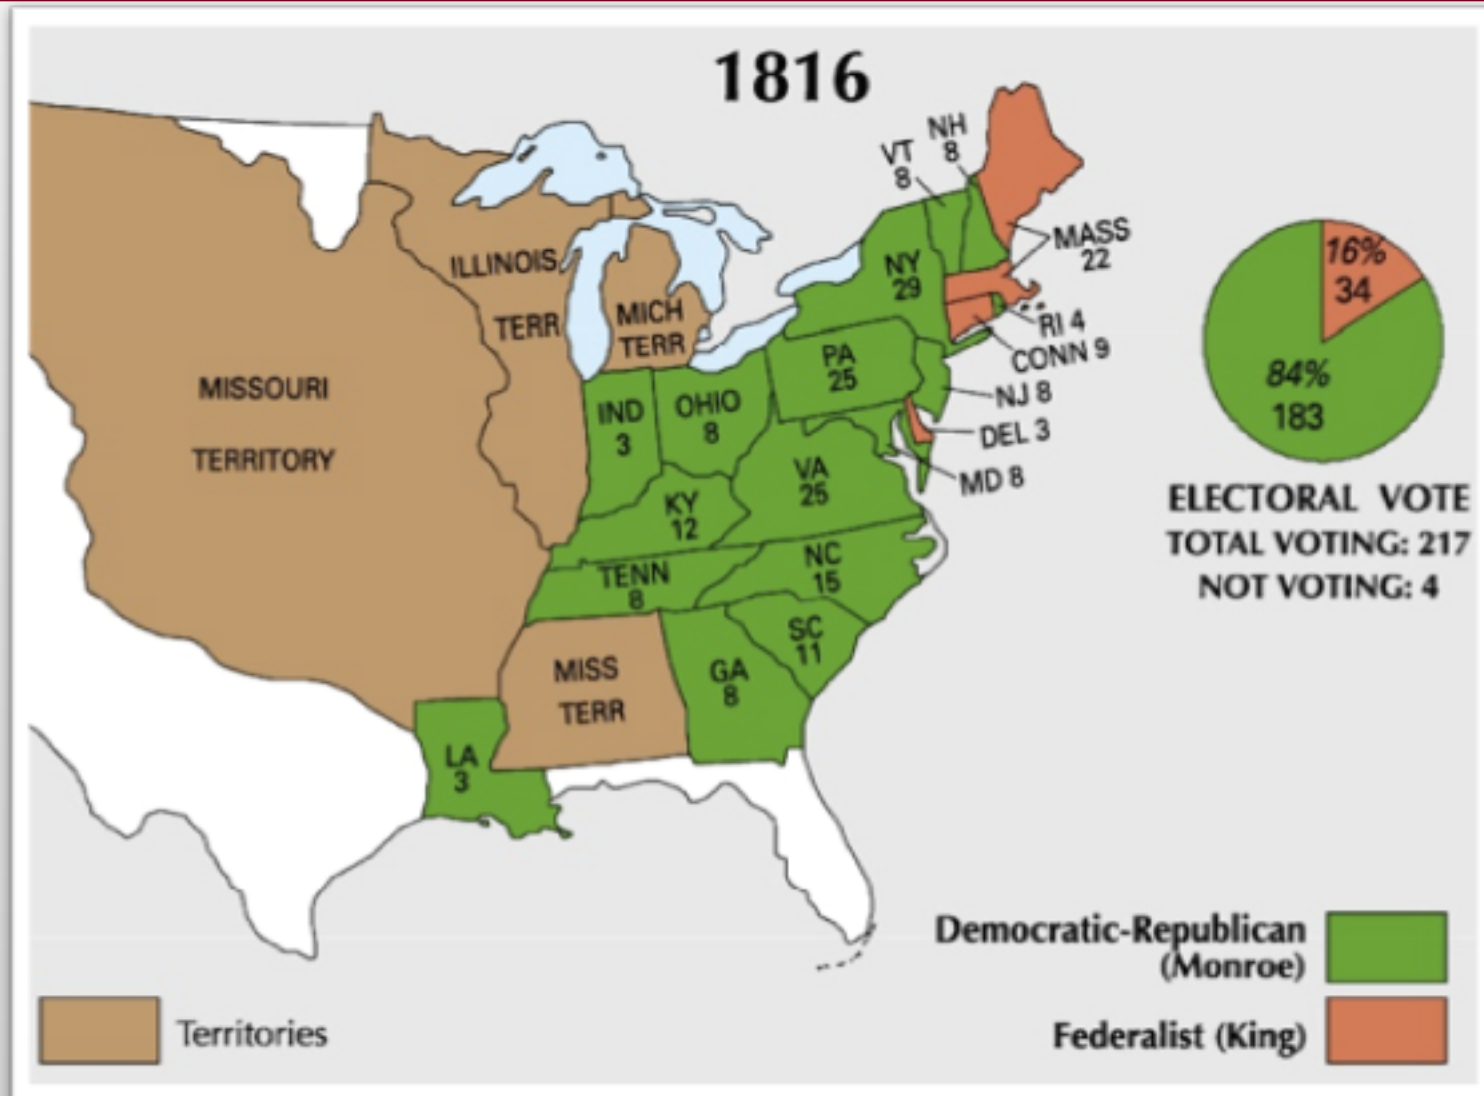 1816
NH
8
VT
8
MASS
22
NY
29
RI 4
CONN 9
NJ 8
DEL 3
MD 8
PA
25
ILLINOIS
TERR
MICH
TERR
MISSOURI
TERRITORY
IND
3
OHIO
8
VA
25
KY
12
NC
15
TENN
8
SC
11
MISS
TERR
GA
8
LA
3
16%
34
84%
183
ELECTORAL VOTE
TOTAL VOTING: 217
NOT VOTING: 4
Democratic-Republican
(Monroe)
Federalist (King)
Territories